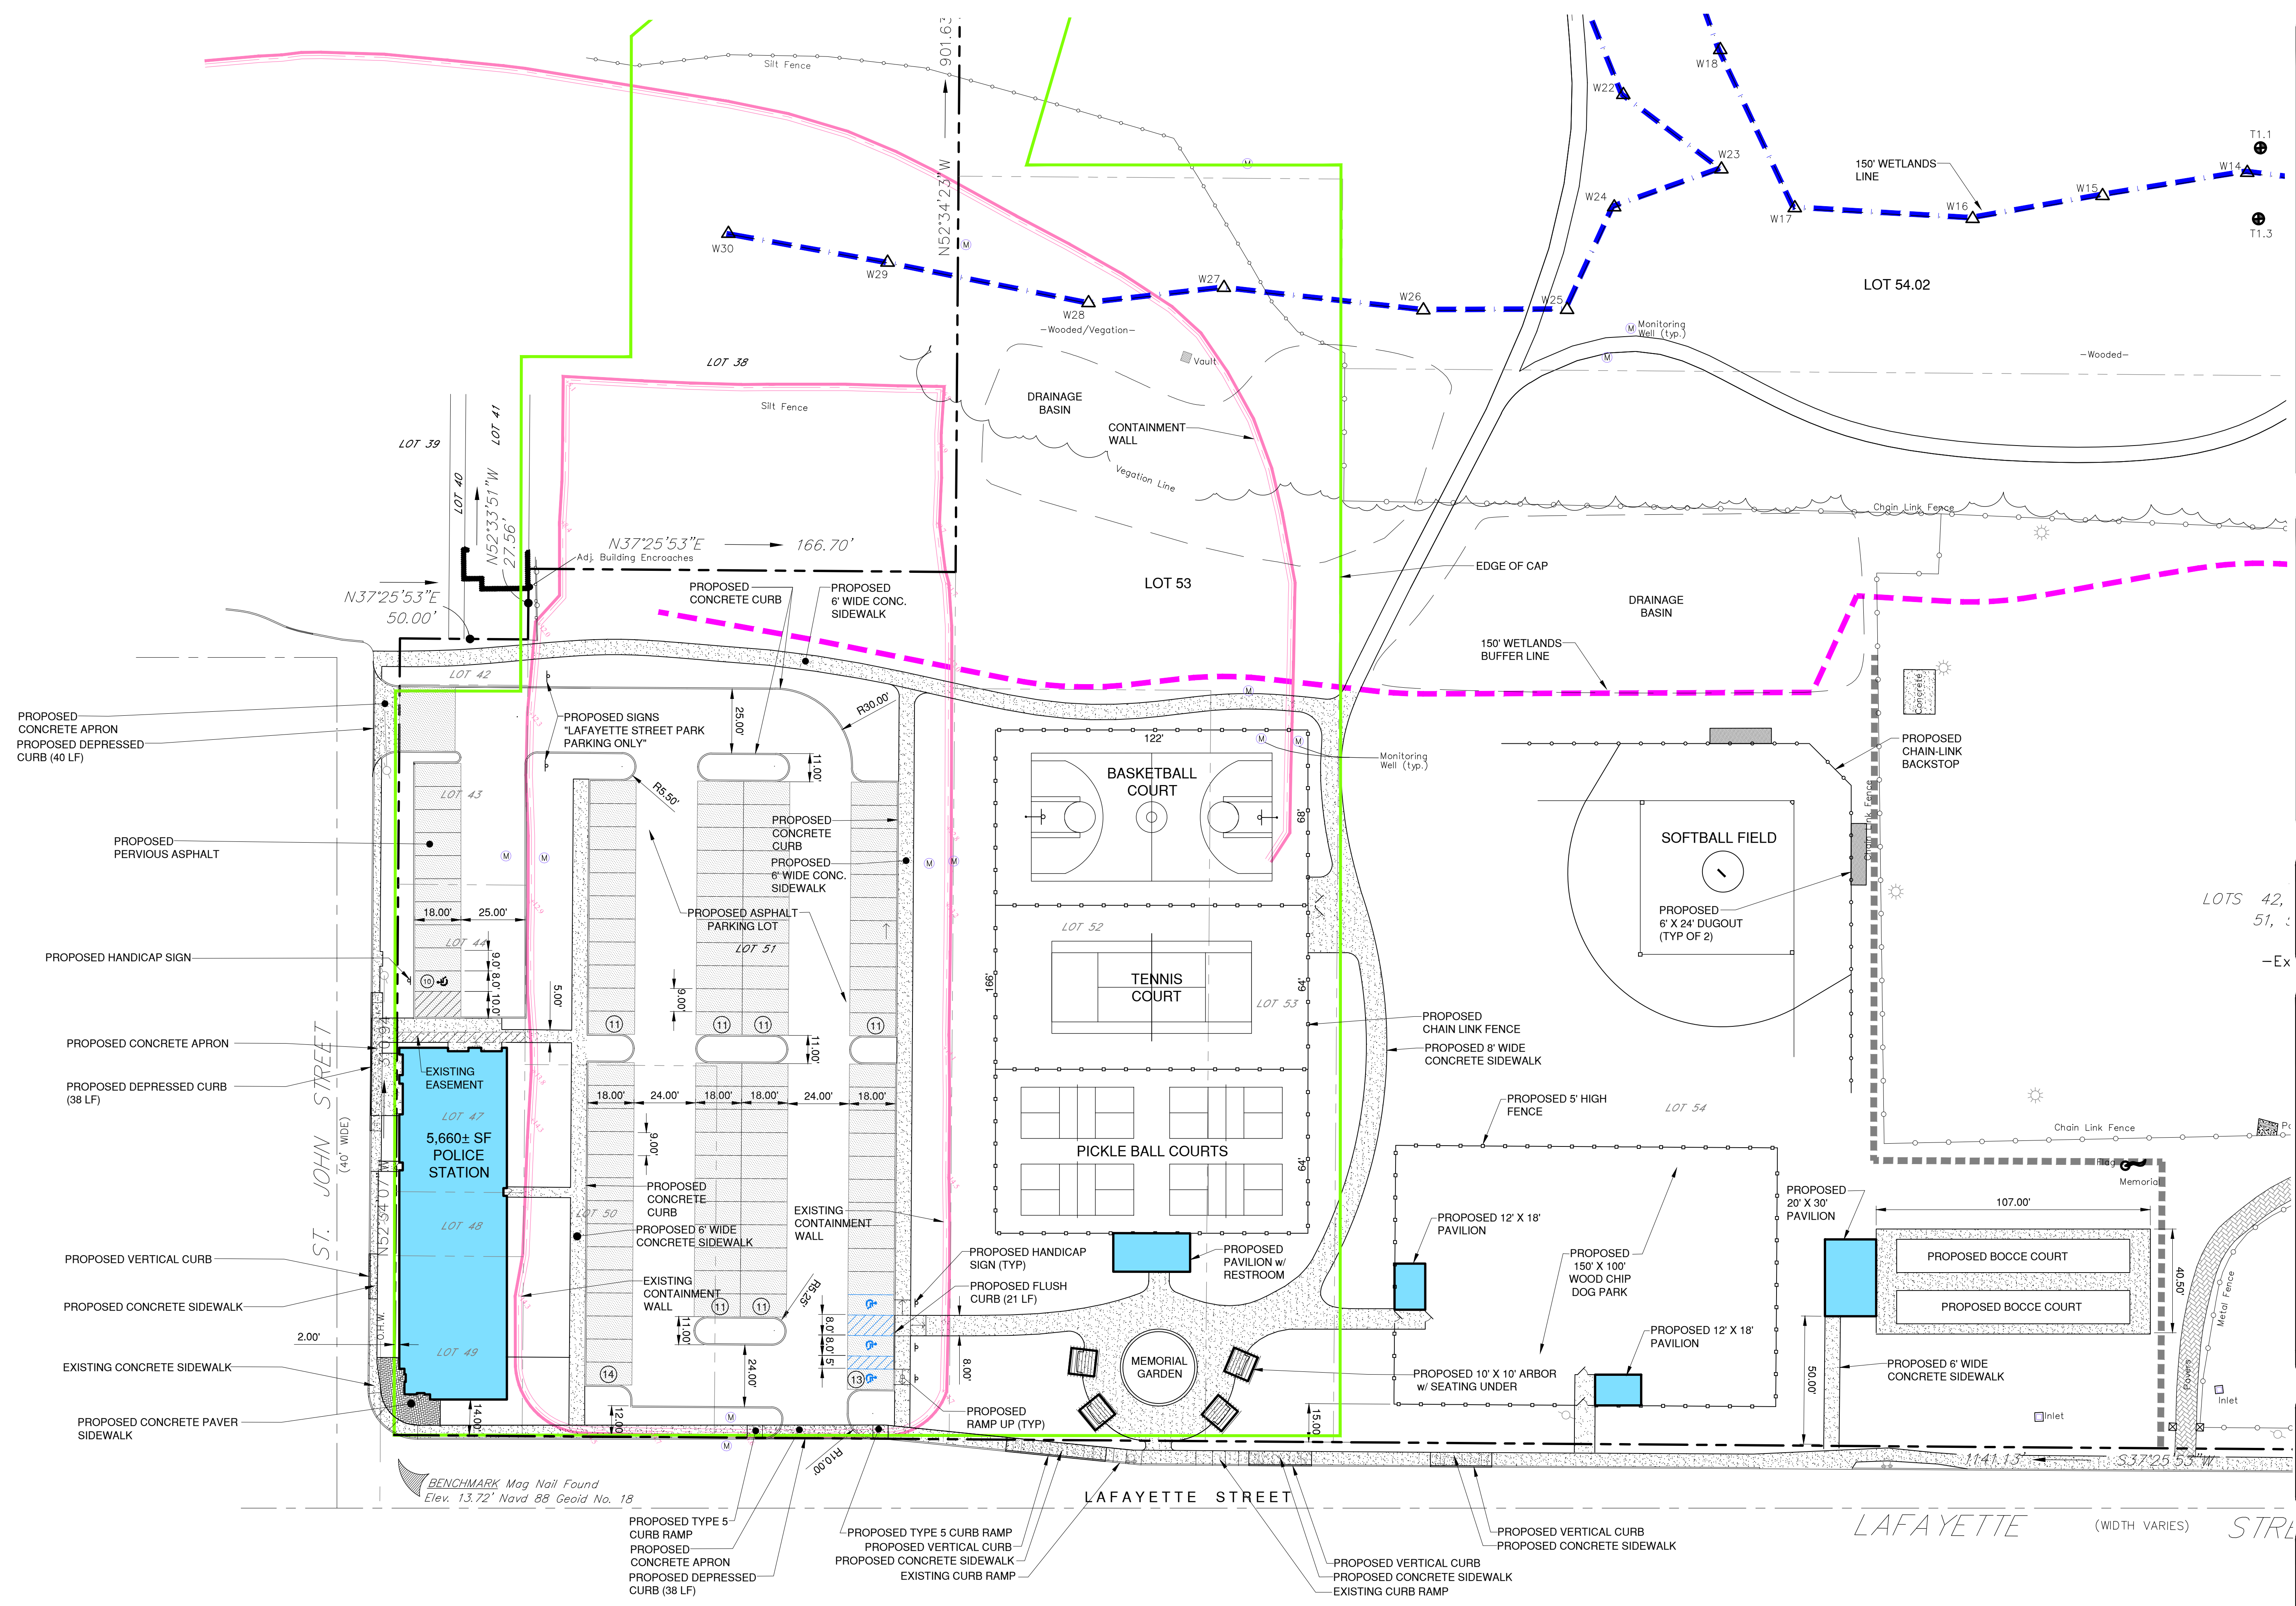 Silt Fence
N52°34'23"W
901.63
W18
W22
W23
W24
W17
W16
W15
W14
T1.1
T1.3
150' WETLANDS
LINE
W30
W29
W28
W27
W26
W25
LOT 54.02
-Wooded/Vegation-
M Monitoring
Well (typ.)
-Wooded-
Vault
LOT 38
Silt Fence
DRAINAGE
BASIN
CONTAINMENT
WALL
Vegation Line
LOT 39
LOT 40
LOT 41
N52°33'51"W
27.56'
N37°25'53"E
166.70'
Adj. Building Encroaches
N37°25'53"E
50.00'
Chain Link Fence
EDGE OF CAP
LOT 53
DRAINAGE
BASIN
150' WETLANDS
BUFFER LINE
PROPOSED
CONCRETE CURB
PROPOSED
6' WIDE CONC.
SIDEWALK
LOT 42
Concrete
PROPOSED
CONCRETE APRON
PROPOSED DEPRESSED
CURB (40 LF)
PROPOSED SIGNS
"LAFAYETTE STREET PARK
PARKING ONLY"
25.00'
R30.00'
11.00'
R5.50'
122'
BASKETBALL
COURT
68'
Monitoring
Well (typ.)
PROPOSED
CHAIN-LINK
BACKSTOP
Chain Link Fence
LOT 43
PROPOSED
PERVIOUS ASPHALT
PROPOSED
CONCRETE
CURB
PROPOSED
6' WIDE CONC.
SIDEWALK
SOFTBALL FIELD
PROPOSED
6' X 24' DUGOUT
(TYP OF 2)
LOTS 42,
51,
-Ex
18.00'
25.00'
LOT 44
PROPOSED ASPHALT
PARKING LOT
LOT 51
LOT 52
PROPOSED HANDICAP SIGN
9.0'
8.0'
10.0'
10
5.00'
9.00'
166'
TENNIS
COURT
LOT 53
64'
11
11
11
11
PROPOSED
CHAIN LINK FENCE
PROPOSED 8' WIDE
CONCRETE SIDEWALK
PROPOSED CONCRETE APRON
310.94
11.00'
EXISTING
EASEMENT
PROPOSED DEPRESSED CURB
(38 LF)
ST. JOHN STREET
(40' WIDE)
18.00'
24.00'
18.00'
18.00'
24.00'
18.00'
LOT 47
5,660± SF
POLICE
STATION
9.00'
PICKLE BALL COURTS
64'
PROPOSED 5' HIGH
FENCE
LOT 54
Chain Link Fence
Flag
Memorial
N52°34'07"W
LOT 48
LOT 50
PROPOSED
CONCRETE
CURB
PROPOSED 6' WIDE
CONCRETE SIDEWALK
EXISTING
CONTAINMENT
WALL
PROPOSED 12' X 18'
PAVILION
PROPOSED
20' X 30'
PAVILION
107.00'
PROPOSED BOCCE COURT
PROPOSED BOCCE COURT
40.50'
Metal Fence
PROPOSED VERTICAL CURB
PROPOSED CONCRETE SIDEWALK
O.H.W.
EXISTING
CONTAINMENT
WALL
PROPOSED HANDICAP
SIGN (TYP)
PROPOSED FLUSH
CURB (21 LF)
PROPOSED
PAVILION w/
RESTROOM
PROPOSED
150' X 100'
WOOD CHIP
DOG PARK
11
11
R5.25'
11.00'
8.0'
8.0'
5'
2.00'
LOT 49
EXISTING CONCRETE SIDEWALK
14
24.00'
13
8.00'
MEMORIAL
GARDEN
PROPOSED 10' X 10' ARBOR
w/ SEATING UNDER
PROPOSED 12' X 18'
PAVILION
50.00'
PROPOSED 6' WIDE
CONCRETE SIDEWALK
Pavers
Inlet
Inlet
PROPOSED CONCRETE PAVER
SIDEWALK
14.00'
12.00'
PROPOSED
RAMP UP (TYP)
15.00'
R10.00'
1141.13'
S37°25'53"W
BENCHMARK Mag Nail Found
Elev. 13.72' Navd 88 Geoid No. 18
LAFAYETTE STREET
LAFAYETTE
(WIDTH VARIES)
STRE
PROPOSED TYPE 5
CURB RAMP
PROPOSED
CONCRETE APRON
PROPOSED DEPRESSED
CURB (38 LF)
PROPOSED TYPE 5 CURB RAMP
PROPOSED VERTICAL CURB
PROPOSED CONCRETE SIDEWALK
EXISTING CURB RAMP
PROPOSED VERTICAL CURB
PROPOSED CONCRETE SIDEWALK
PROPOSED VERTICAL CURB
PROPOSED CONCRETE SIDEWALK
EXISTING CURB RAMP